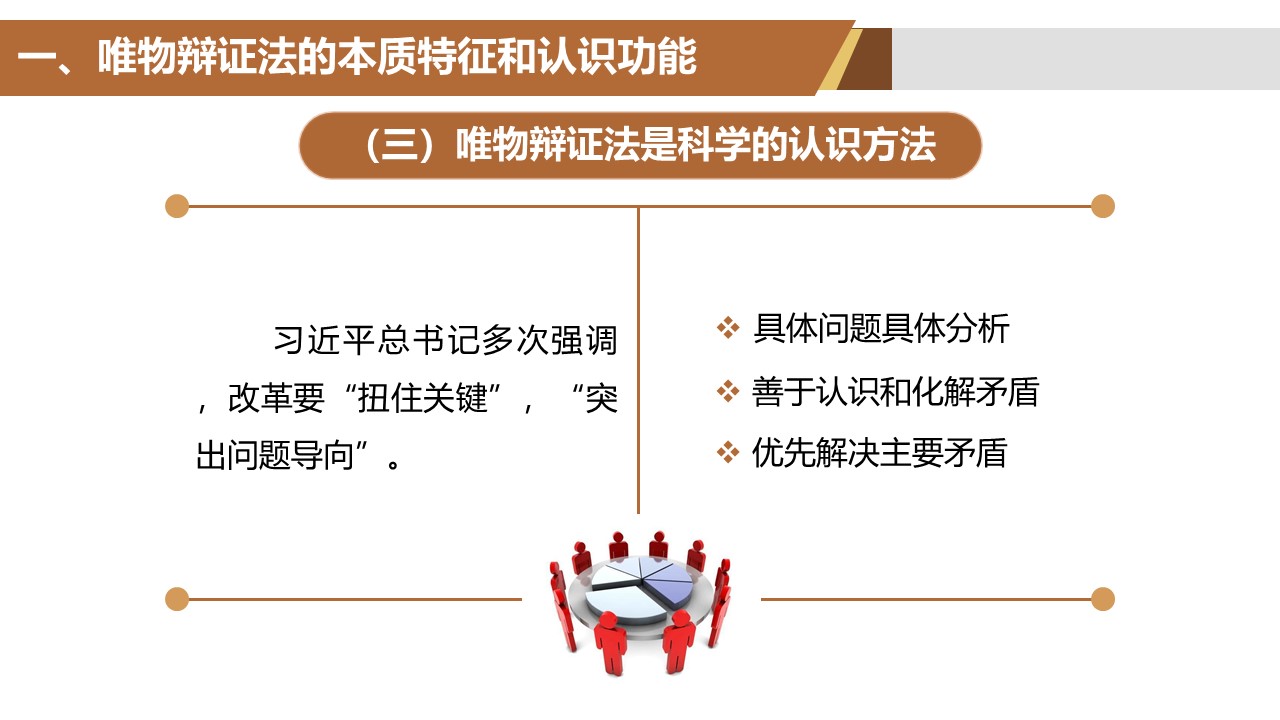 一、唯物辩证法的本质特征和认识功能
（三）唯物辩证法是科学的认识方法
习近平总书记多次强调
，改革要“扭住关键”，“突
出问题导向”。
具体问题具体分析
善于认识和化解矛盾
优先解决主要矛盾